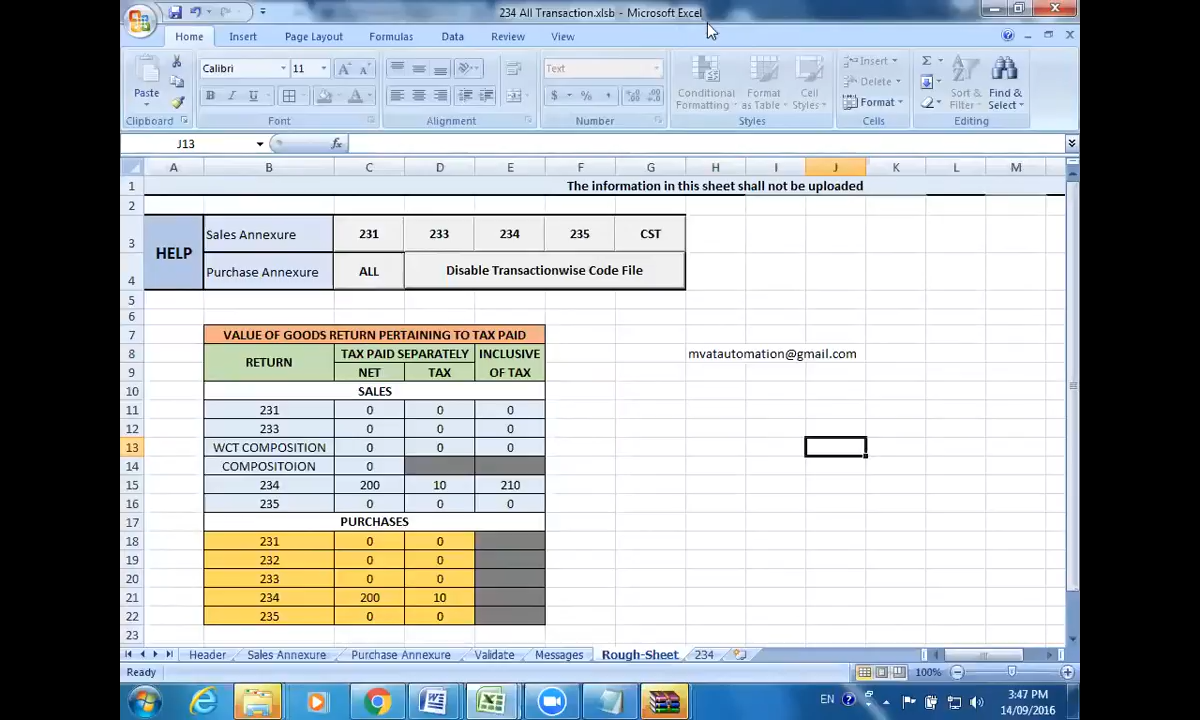 234 All Transaction.xlsb - Microsoft Excel
Home Insert Page Layout Formulas Data Review View
Calibri 11 Text
Paste
B I U
$ % ,
Conditional Formatting
Format as Table
Cell Styles
Insert
Delete
Format
Sort & Filter
Find & Select
Clipboard Font Alignment Number Styles Cells Editing
J13 fx
A B C D E F G H I J K L M
1 The information in this sheet shall not be uploaded
2
3 Sales Annexure 231 233 234 235 CST
HELP
4 Purchase Annexure ALL Disable Transactionwise Code File
5
6
7 VALUE OF GOODS RETURN PERTAINING TO TAX PAID
8 RETURN TAX PAID SEPARATELY INCLUSIVE mvatautomation@gmail.com
9 NET TAX OF TAX
10 SALES
11 231 0 0 0
12 233 0 0 0
13 WCT COMPOSITION 0 0 0
14 COMPOSITOION 0
15 234 200 10 210
16 235 0 0 0
17 PURCHASES
18 231 0 0
19 232 0 0
20 233 0 0
21 234 200 10
22 235 0 0
23
Header Sales Annexure Purchase Annexure Validate Messages Rough-Sheet 234
Ready 100%
EN 3:47 PM
14/09/2016